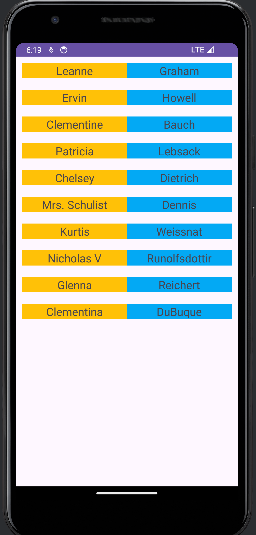 6:19 LTE
Leanne Graham
Ervin Howell
Clementine Bauch
Patricia Lebsack
Chelsey Dietrich
Mrs. Schulist Dennis
Kurtis Weissnat
Nicholas V Runolfsdottir
Glenna Reichert
Clementina DuBuque